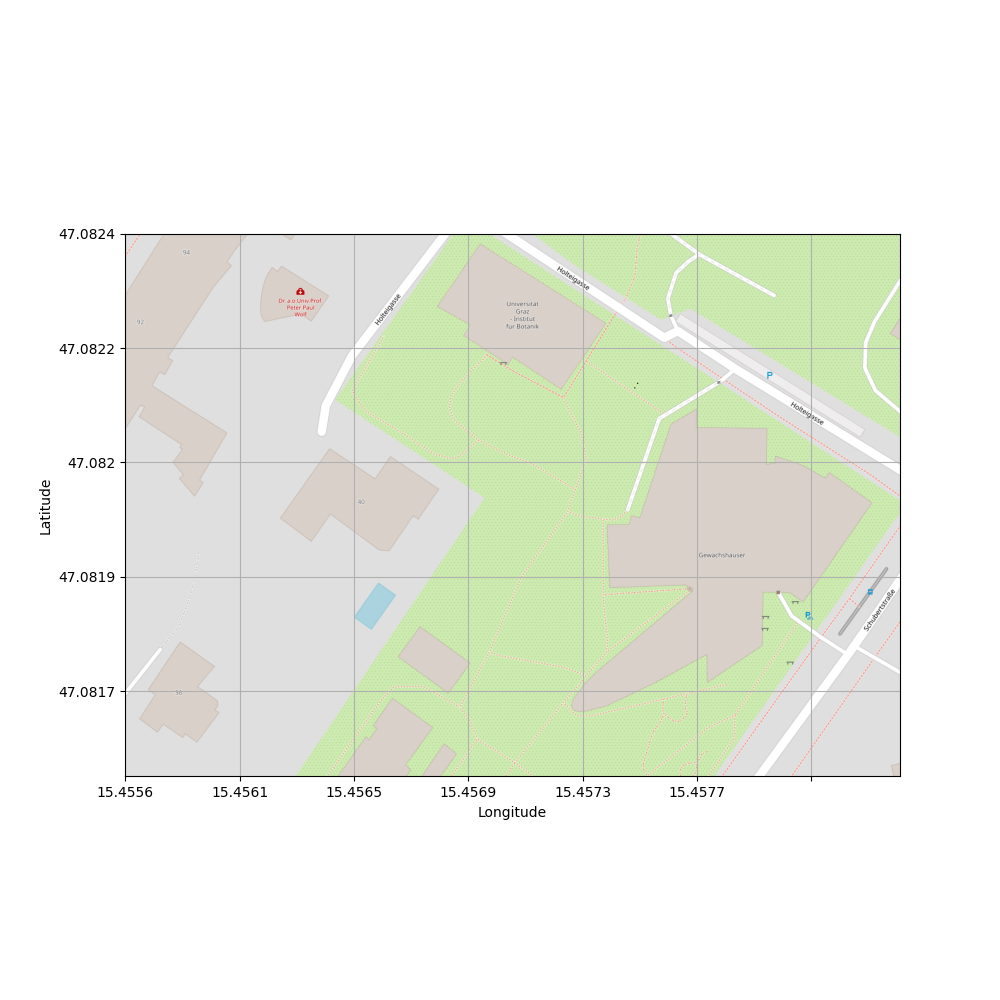 47.0824
47.0822
47.082
47.0819
47.0817
Latitude
15.4556
15.4561
15.4565
15.4569
15.4573
15.4577
Longitude
94
92
Dr. a.o.Univ.Prof.
Peter Paul
Wolf
Holteigasse
Holteigasse
Universität
Graz
- Institut
für Botanik
P
Holteigasse
40
Gewächshäuser
P
Schubertstraße
36